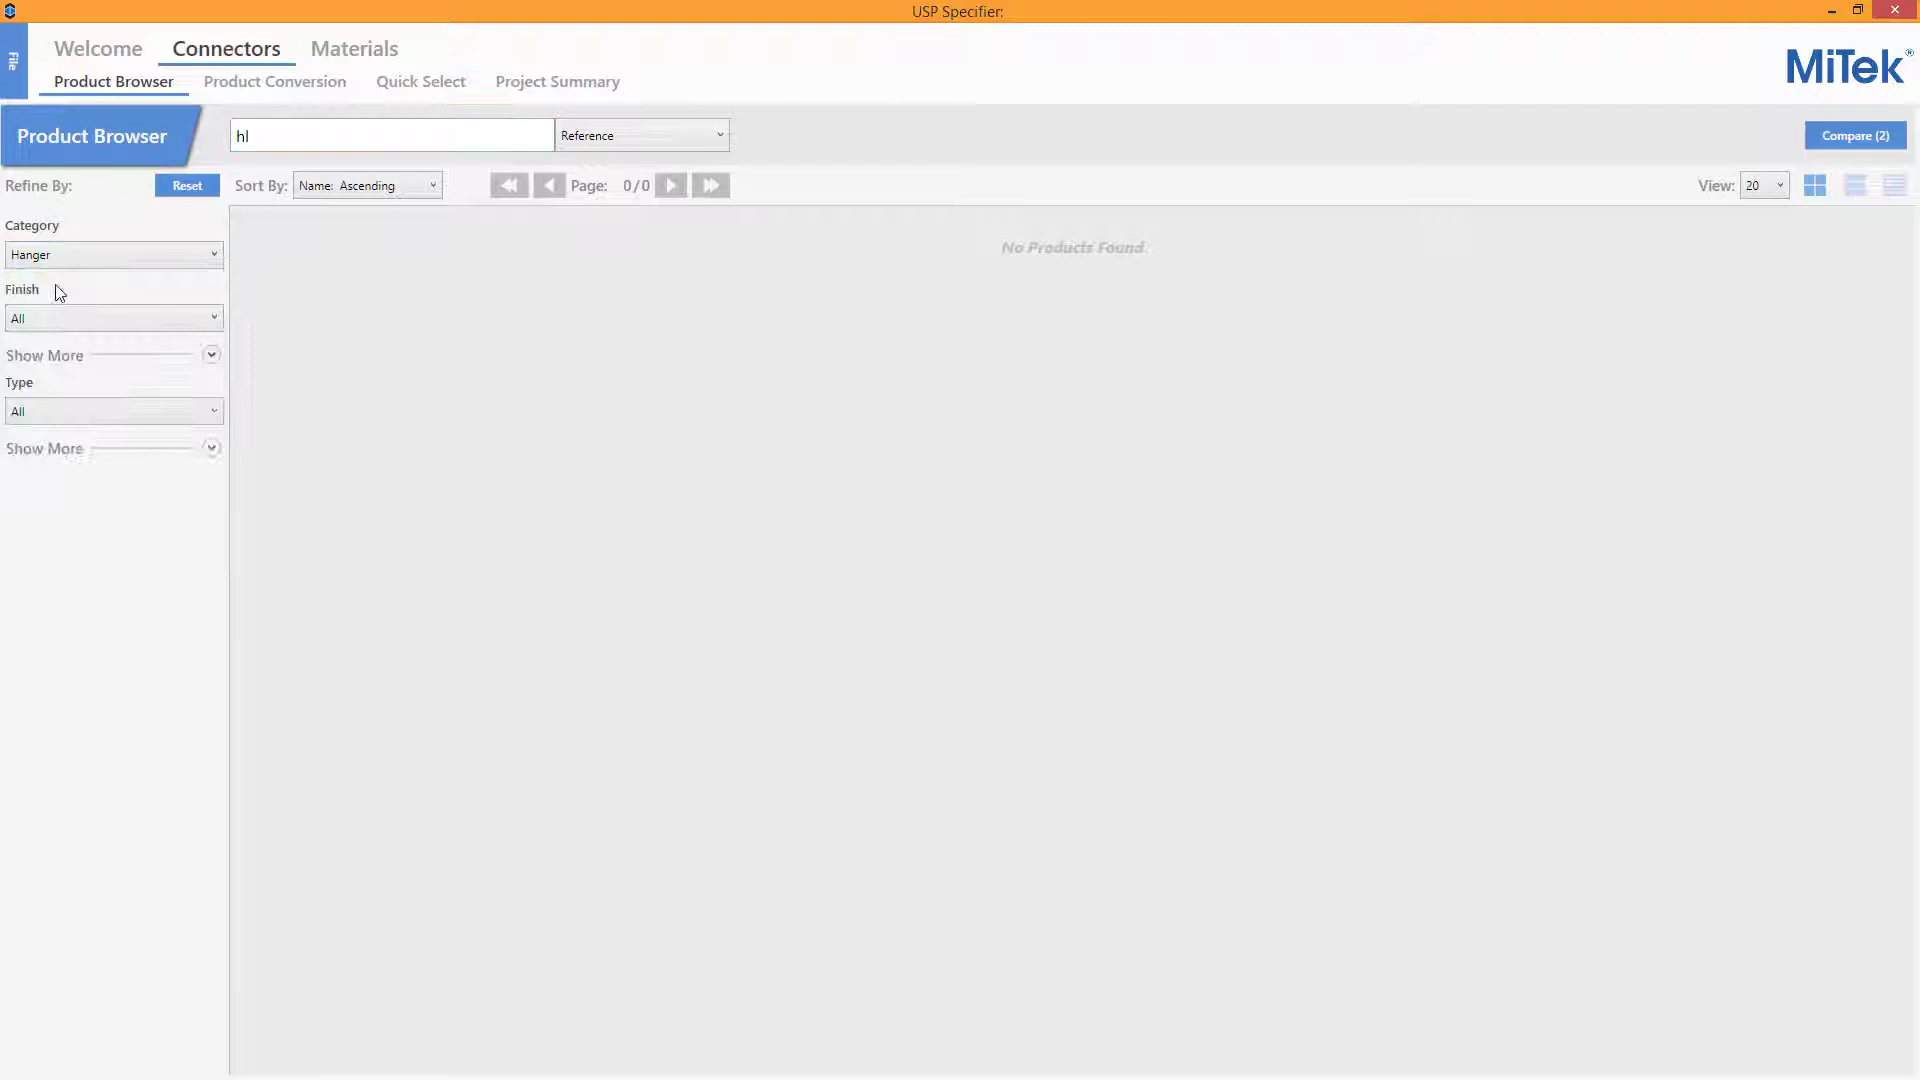 USP Specifier:
File
Welcome Connectors Materials
MiTek®
Product Browser Product Conversion Quick Select Project Summary
Product Browser
hl
Reference
Compare (2)
Refine By: Reset
Sort By: Name: Ascending
Page: 0/0
View: 20
Category
Hanger
No Products Found.
Finish
All
Show More
Type
All
Show More